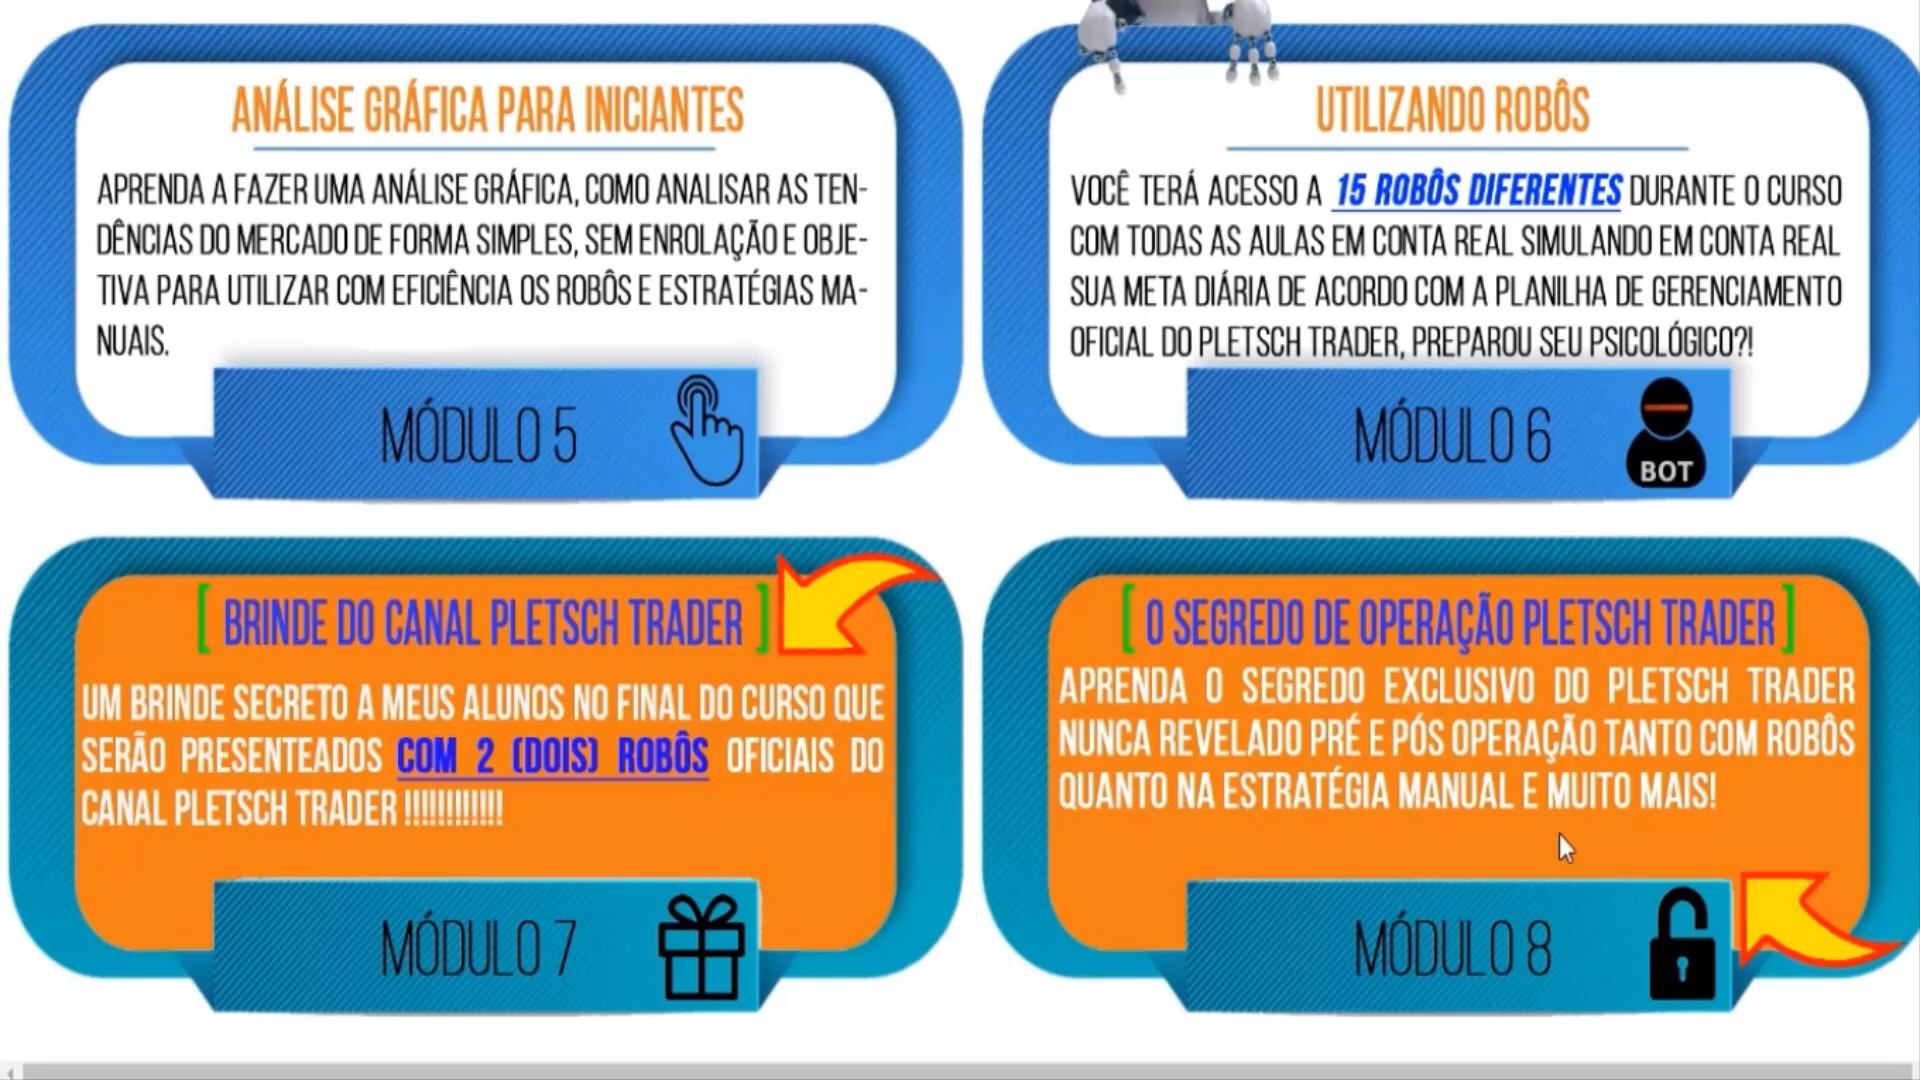 ANÁLISE GRÁFICA PARA INICIANTES
APRENDA A FAZER UMA ANÁLISE GRÁFICA, COMO ANALISAR AS TEN-
DÊNCIAS DO MERCADO DE FORMA SIMPLES, SEM ENROLAÇÃO E OBJE-
TIVA PARA UTILIZAR COM EFICIÊNCIA OS ROBÔS E ESTRATÉGIAS MA-
NUAIS.
MÓDULO 5
UTILIZANDO ROBÔS
VOCÊ TERÁ ACESSO A 15 ROBÔS DIFERENTES DURANTE O CURSO
COM TODAS AS AULAS EM CONTA REAL SIMULANDO EM CONTA REAL
SUA META DIÁRIA DE ACORDO COM A PLANILHA DE GERENCIAMENTO
OFICIAL DO PLETSCH TRADER, PREPAROU SEU PSICOLÓGICO?!
MÓDULO 6
BOT
[ BRINDE DO CANAL PLETSCH TRADER ]
UM BRINDE SECRETO A MEUS ALUNOS NO FINAL DO CURSO QUE
SERÃO PRESENTEADOS COM 2 (DOIS) ROBÔS OFICIAIS DO
CANAL PLETSCH TRADER !!!!!!!!!!!!!
MÓDULO 7
[ O SEGREDO DE OPERAÇÃO PLETSCH TRADER ]
APRENDA O SEGREDO EXCLUSIVO DO PLETSCH TRADER
NUNCA REVELADO PRÉ E PÓS OPERAÇÃO TANTO COM ROBÔS
QUANTO NA ESTRATÉGIA MANUAL E MUITO MAIS!
MÓDULO 8